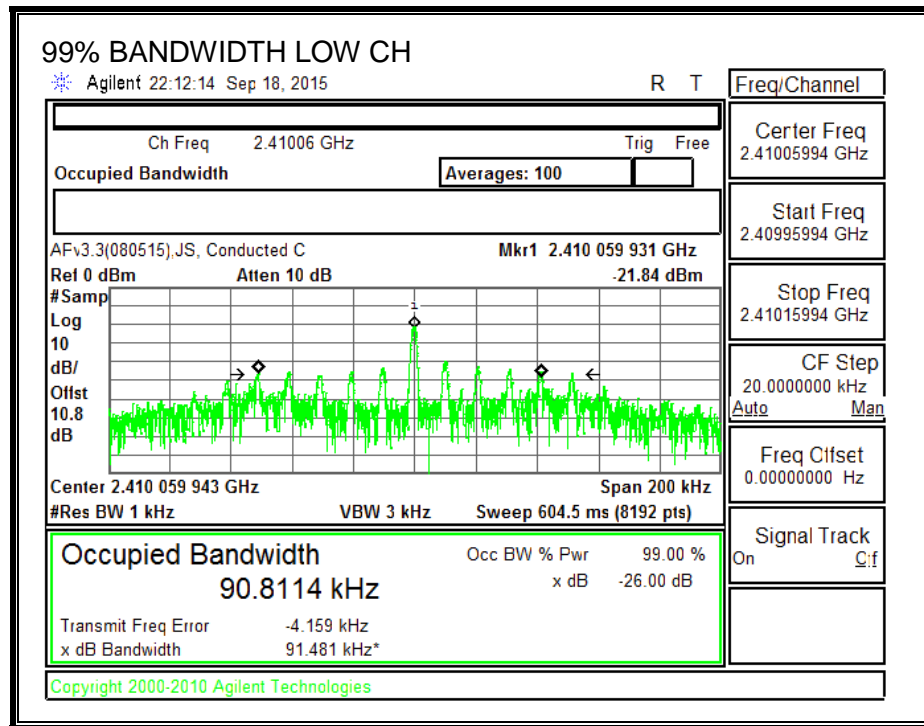 99% BANDWIDTH LOW CH
Agilent 22:12:14 Sep 18, 2015 R T
Freq/Channel
Ch Freq 2.41006 GHz Trig Free
Occupied Bandwidth Averages: 100
Center Freq
2.41005994 GHz
Start Freq
2.40995994 GHz
AFv3.3(080515),JS, Conducted C Mkr1 2.410 059 931 GHz
Ref 0 dBm Atten 10 dB -21.84 dBm
#Samp
Log
10
dB/
Offst
10.8
dB
1
Stop Freq
2.41015994 GHz
CF Step
20.0000000 kHz
Auto Man
Freq Offset
0.00000000 Hz
Center 2.410 059 943 GHz Span 200 kHz
#Res BW 1 kHz VBW 3 kHz Sweep 604.5 ms (8192 pts)
Signal Track
On Off
Occupied Bandwidth Occ BW % Pwr 99.00 %
90.8114 kHz x dB -26.00 dB
Transmit Freq Error -4.159 kHz
x dB Bandwidth 91.481 kHz*
Copyright 2000-2010 Agilent Technologies